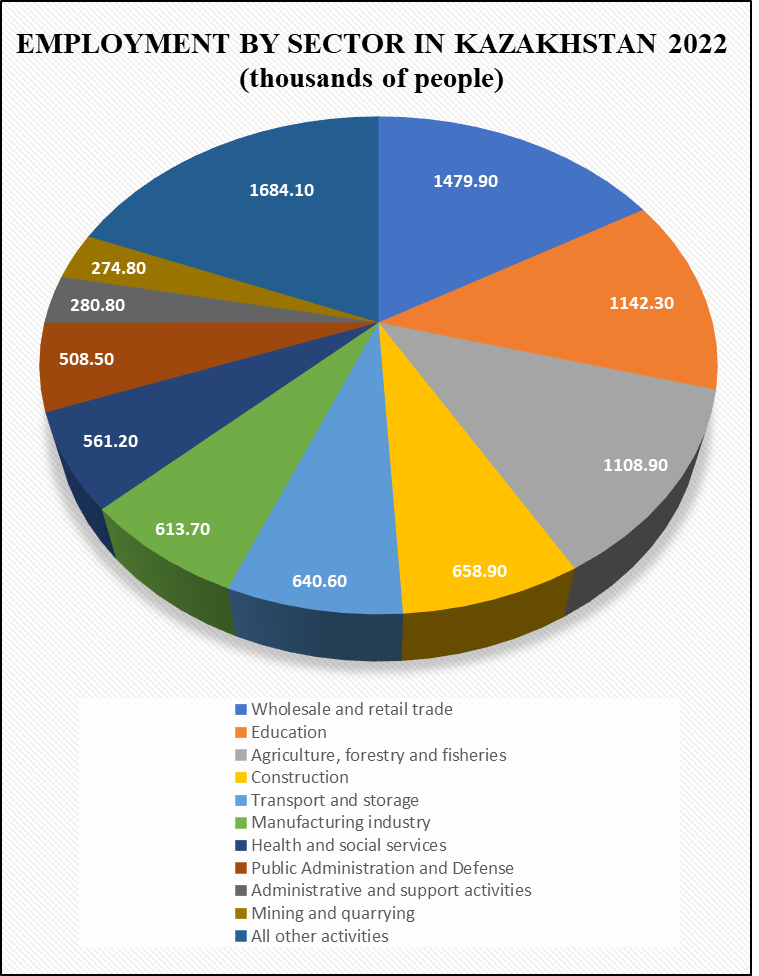 EMPLOYMENT BY SECTOR IN KAZAKHSTAN 2022
(thousands of people)
1684.10
1479.90
274.80
1142.30
280.80
508.50
561.20
1108.90
613.70
640.60
658.90
Wholesale and retail trade
Education
Agriculture, forestry and fisheries
Construction
Transport and storage
Manufacturing industry
Health and social services
Public Administration and Defense
Administrative and support activities
Mining and quarrying
All other activities